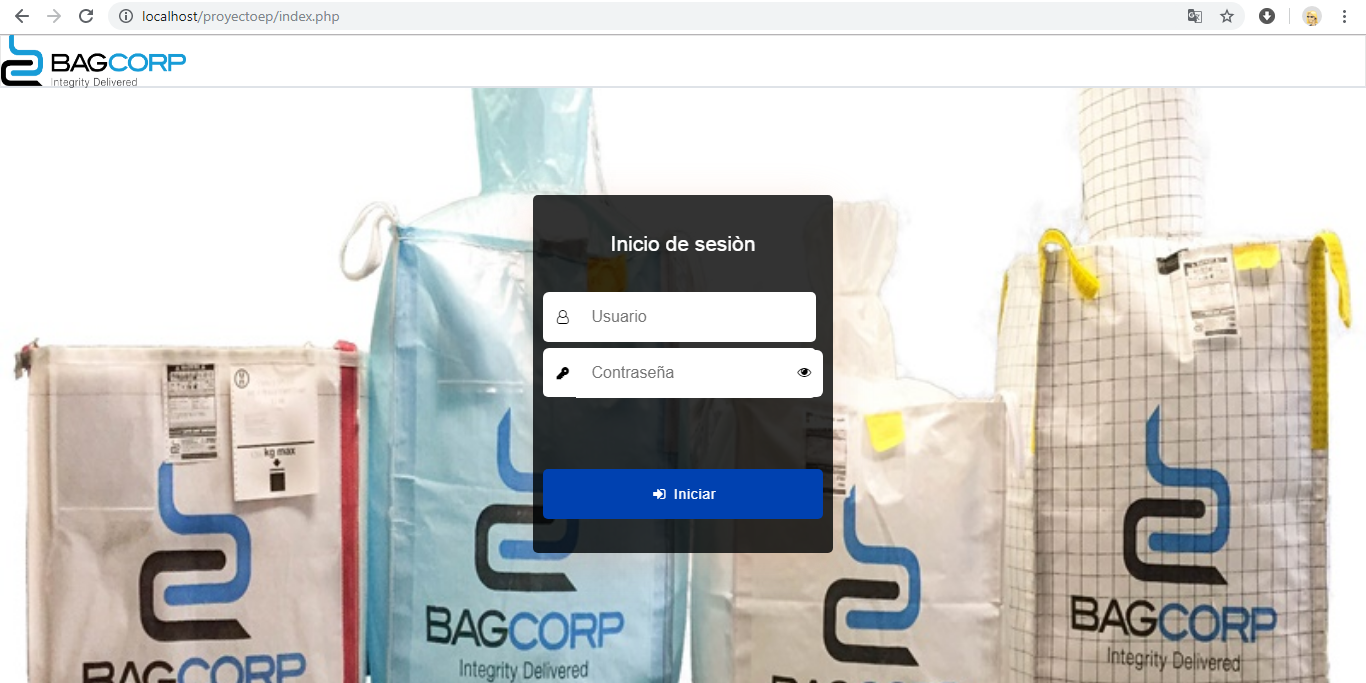 localhost/proyectoep/index.php
BAGCORP
Integrity Delivered
Inicio de sesiòn
Usuario
Contraseña
Iniciar
kg max
BAGCORP
BAGCORP
Integrity Delivered
BAGCORP
BAGCORP
Integrity Delivered